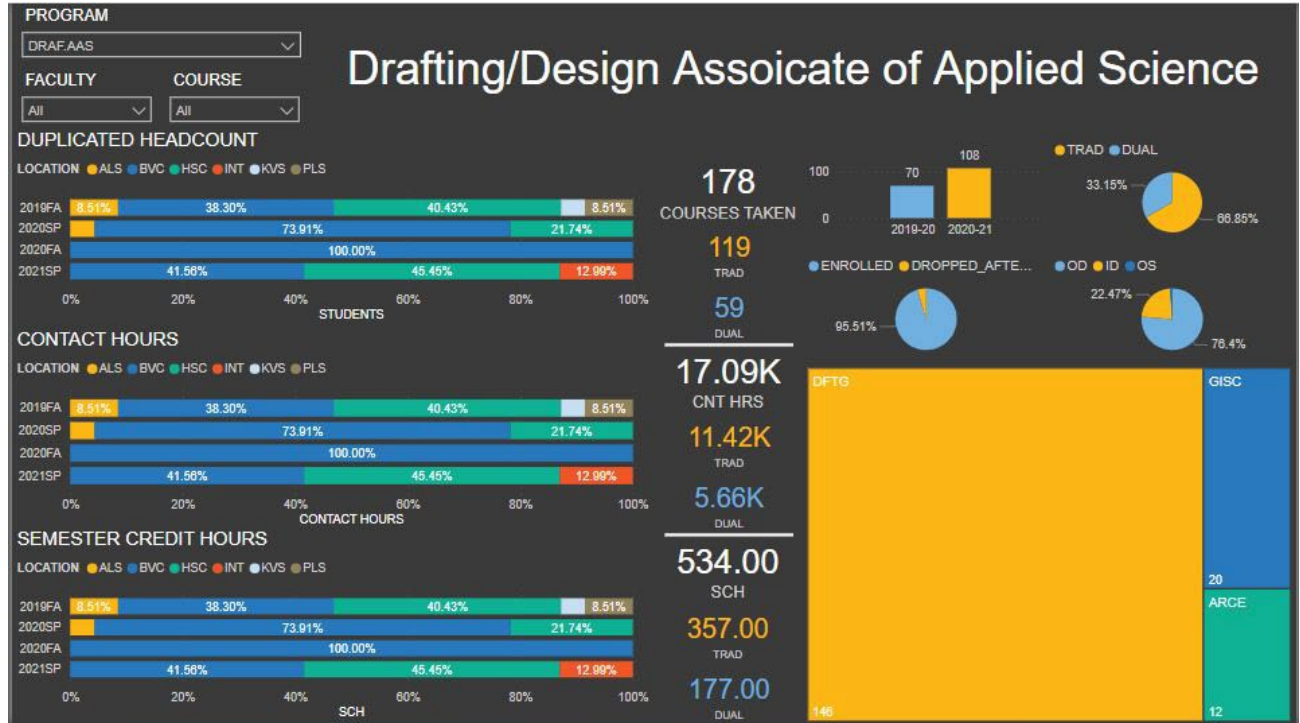 PROGRAM
DRAF.AAS
FACULTY COURSE
All All
Drafting/Design Assoicate of Applied Science
DUPLICATED HEADCOUNT
LOCATION ALS BVC HSC INT KVS PLS
2019FA 8.51% 38.30% 40.43% 8.51%
2020SP 73.91% 21.74%
2020FA 100.00%
2021SP 41.56% 45.45% 12.99%
0% 20% 40% 60% 80% 100%
STUDENTS
CONTACT HOURS
LOCATION ALS BVC HSC INT KVS PLS
2019FA 8.51% 38.30% 40.43% 8.51%
2020SP 73.91% 21.74%
2020FA 100.00%
2021SP 41.56% 45.45% 12.99%
0% 20% 40% 60% 80% 100%
CONTACT HOURS
SEMESTER CREDIT HOURS
LOCATION ALS BVC HSC INT KVS PLS
2019FA 8.51% 38.30% 40.43% 8.51%
2020SP 73.91% 21.74%
2020FA 100.00%
2021SP 41.56% 45.45% 12.99%
0% 20% 40% 60% 80% 100%
SCH
178
COURSES TAKEN
119
TRAD
59
DUAL
17.09K
CNT HRS
11.42K
TRAD
5.66K
DUAL
534.00
SCH
357.00
TRAD
177.00
DUAL
108
100 70
0
2019-20 2020-21
TRAD DUAL
33.15%
66.85%
ENROLLED DROPPED_AFTE...
95.51%
OD ID OS
22.47%
76.4%
DFTG
146
GISC
20
ARCE
12